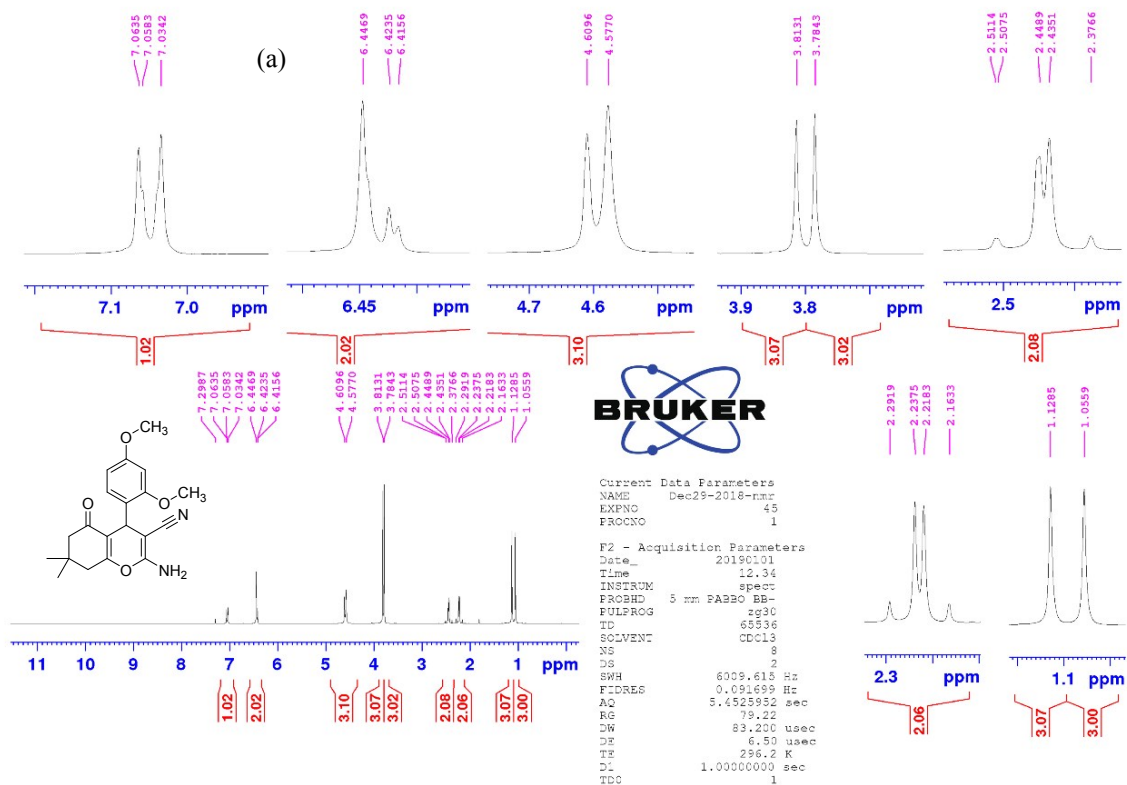 7.0635
7.0583
7.0342
6.4469
6.4235
6.4156
4.6096
4.5770
3.8131
3.7843
2.5114
2.5075
2.4489
2.4351
2.3766
(a)
7.1 7.0 ppm
6.45 ppm
4.7 4.6 ppm
3.9 3.8 ppm
2.5 ppm
1.02
2.02
3.10
3.07
3.02
2.08
7.2987
7.0635
7.0583
7.0342
6.4469
6.4235
6.4156
4.6096
4.5770
3.8131
3.7843
2.5114
2.5075
2.4489
2.4351
2.3766
2.2919
2.2375
2.2183
2.1633
1.1285
1.0559
BRUKER
2.2919
2.2375
2.2183
2.1633
1.1285
1.0559
O CH3
O CH3
O
N
O
NH2
Current Data Parameters
NAME Dec29-2018-nmr
EXPNO 45
PROCNO 1
F2 - Acquisition Parameters
Date_ 20190101
Time 12.34
INSTRUM spect
PROBHD 5 mm PABBO BB-
PULPROG zg30
TD 65536
SOLVENT CDCl3
NS 8
DS 2
SWH 6009.615 Hz
FIDRES 0.091699 Hz
AQ 5.4525952 sec
RG 79.22
DW 83.200 usec
DE 6.50 usec
TE 296.2 K
D1 1.00000000 sec
TD0 1
11 10 9 8 7 6 5 4 3 2 1 ppm
1.02
2.02
3.10
3.07
3.02
2.08
2.06
3.07
3.00
2.3 ppm
1.1 ppm
2.06
3.07
3.00